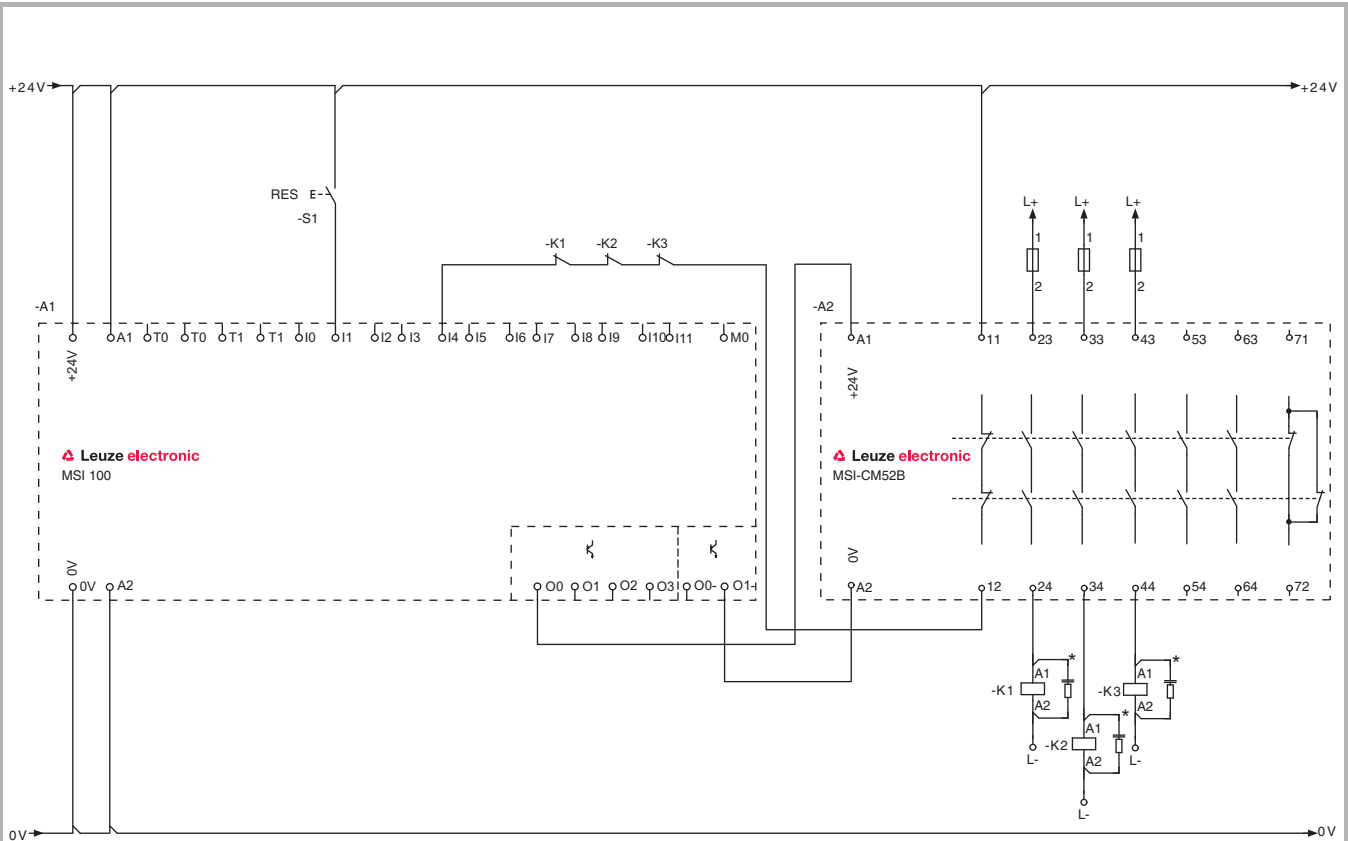 +24V
+24V
RES
-S1
L+ L+ L+
-K1 -K2 -K3
1 1 1
2 2 2
-A1
-A2
A1 T0 T0 T1 T1 I0 I1 I2 I3 I4 I5 I6 I7 I8 I9 I10 I11 M0
+24V
A1 11 23 33 43 53 63 71
+24V
Leuze electronic
MSI 100
Leuze electronic
MSI-CM52B
0V
0V A2
O0 O1 O2 O3 O0- O1-
0V
A2 12 24 34 44 54 64 72
* *
A1 A1
-K1 -K3
A2 A2
*
A1
-K2
A2
L- L-
L-
0V
0V